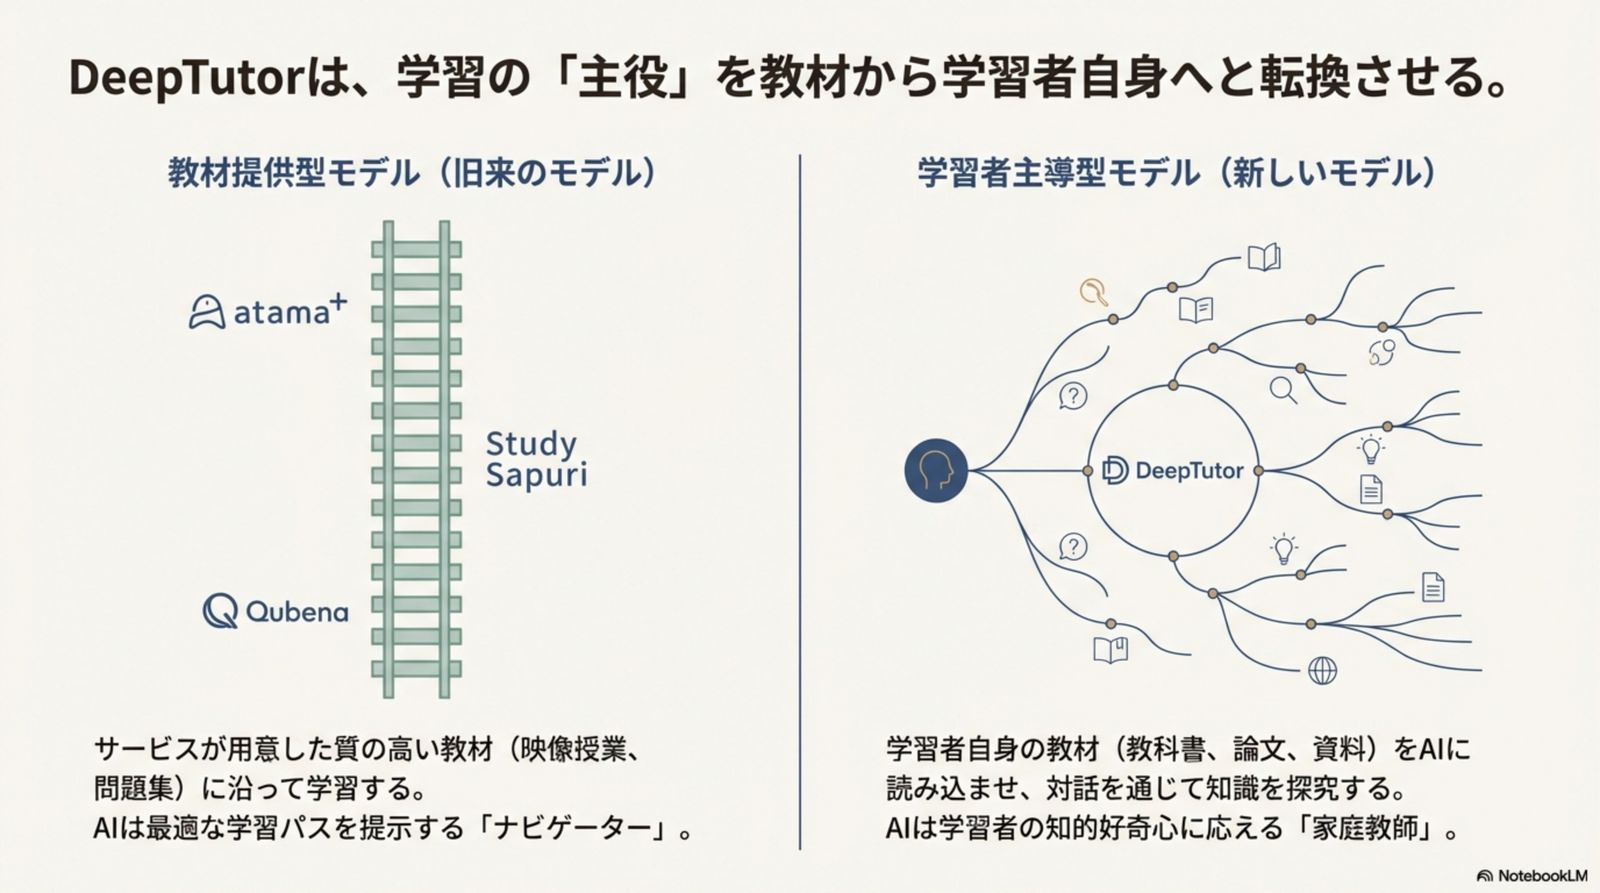 DeepTutorは、学習の「主役」を教材から学習者自身へと転換させる。
教材提供型モデル（旧来のモデル）
atama+
Study
Sapuri
Qubena
サービスが用意した質の高い教材（映像授業、
問題集）に沿って学習する。
AIは最適な学習パスを提示する「ナビゲーター」。
学習者主導型モデル（新しいモデル）
?
DeepTutor
?
学習者自身の教材（教科書、論文、資料）をAIに
読み込ませ、対話を通じて知識を探究する。
AIは学習者の知的好奇心に応える「家庭教師」。
NotebookLM